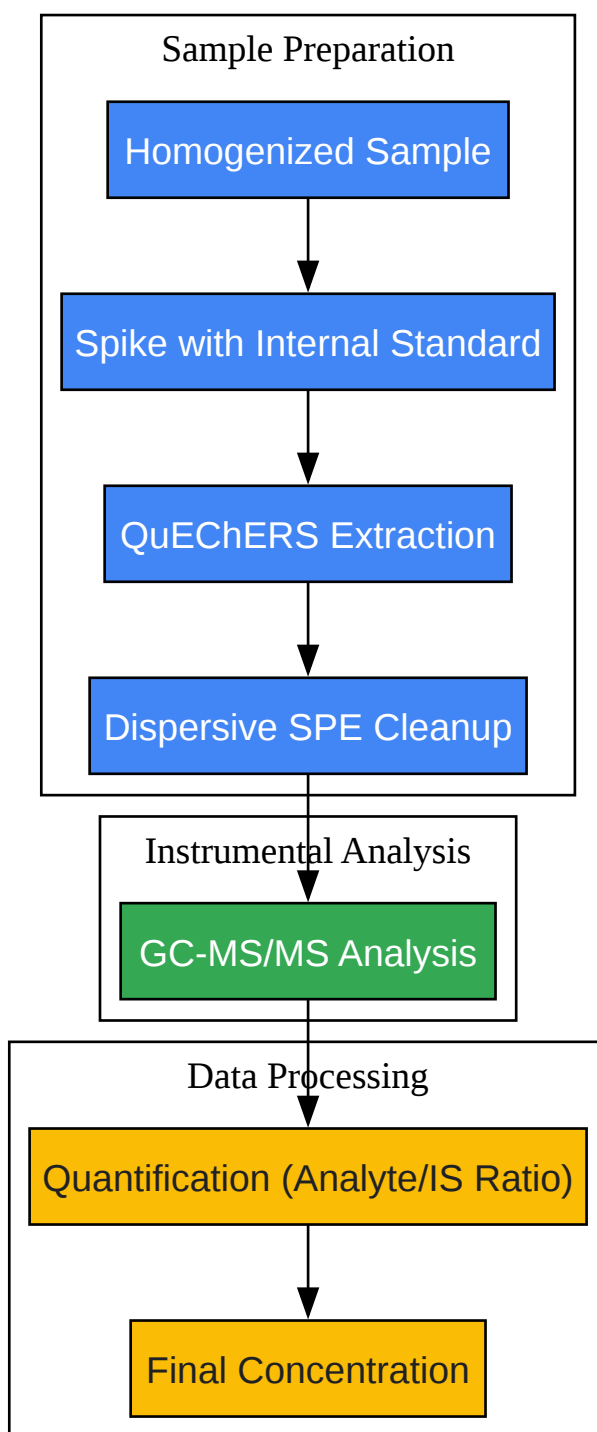 Sample Preparation
Homogenized Sample
Spike with Internal Standard
QuEChERS Extraction
Dispersive SPE Cleanup
Instrumental Analysis
GC-MS/MS Analysis
Data Processing
Quantification (Analyte/IS Ratio)
Final Concentration